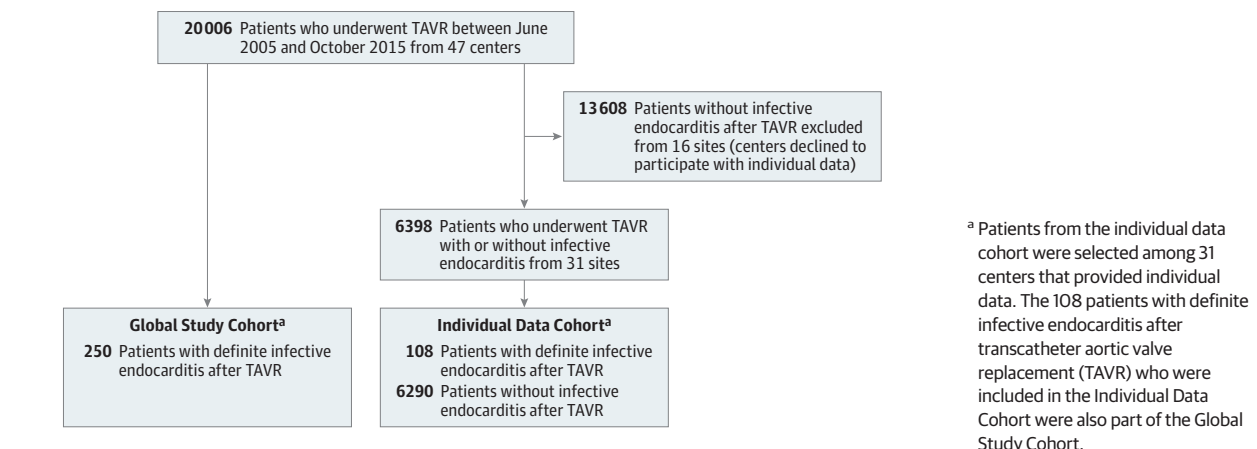 20006 Patients who underwent TAVR between June
2005 and October 2015 from 47 centers
13608 Patients without infective
endocarditis after TAVR excluded
from 16 sites (centers declined to
participate with individual data)
6398 Patients who underwent TAVR
with or without infective
endocarditis from 31 sites
Global Study Cohortᵃ
250 Patients with definite infective
endocarditis after TAVR
Individual Data Cohortᵃ
108 Patients with definite infective
endocarditis after TAVR
6290 Patients without infective
endocarditis after TAVR
ᵃ Patients from the individual data
cohort were selected among 31
centers that provided individual
data. The 108 patients with definite
infective endocarditis after
transcatheter aortic valve
replacement (TAVR) who were
included in the Individual Data
Cohort were also part of the Global
Study Cohort.